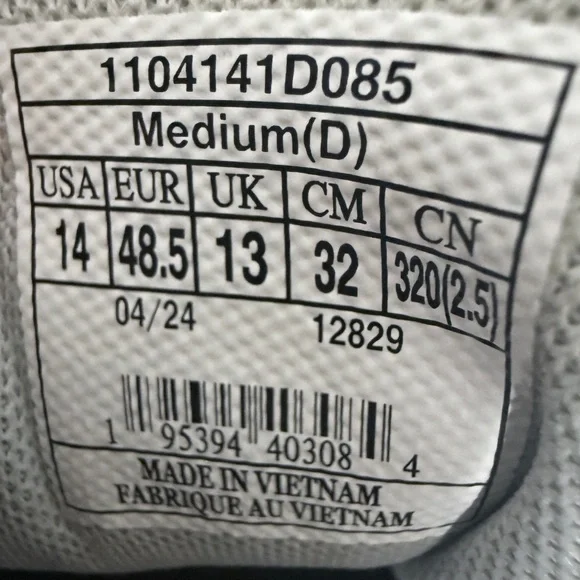 1104141D085
Medium(D)
USA EUR UK CM CN
14 48.5 13 32 320(2.5)
04/24 12829
1 95394 40308 4
MADE IN VIETNAM
FABRIQUE AU VIETNAM